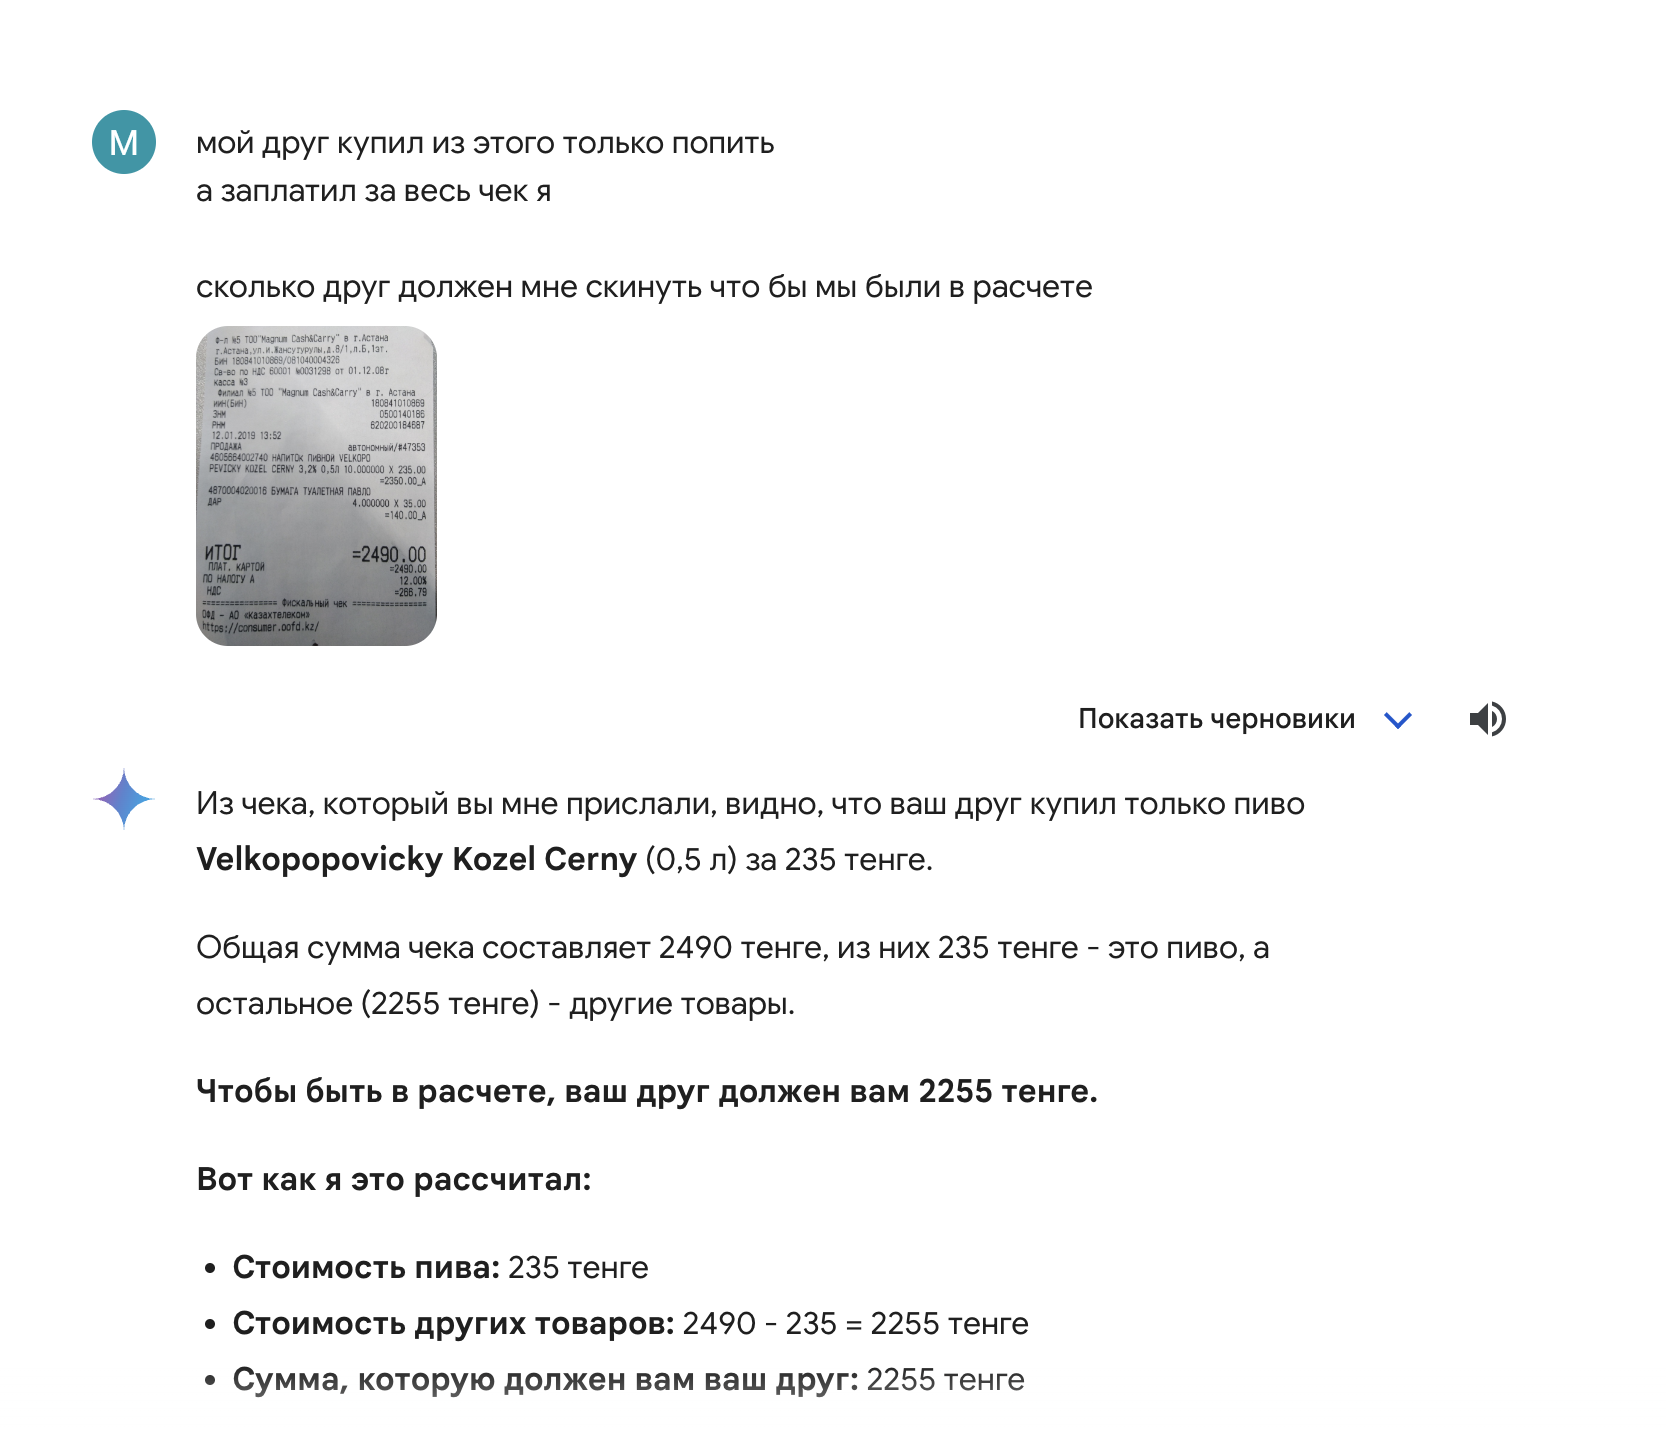 M
мой друг купил из этого только попить
а заплатил за весь чек я
сколько друг должен мне скинуть что бы мы были в расчете
Ф-л №5 ТОО"Magnum Cash&Carry" в г.Астана
г.Астана,ул.И.Жансугурулы,д.8/1,п.Б,1эт.
БИН 180841010869/081040004326
Св-во по НДС 60001 №0031298 от 01.12.08г
касса №3
Филиал №5 ТОО "Magnum Cash&Carry" в г. Астана
ИИН(БИН) 180841010869
ЗНМ 0500140186
РНМ 620200184687
12.01.2019 13:52
ПРОДАЖА автономный/#47353
4605664002740 НАПИТОК ПИВНОЙ VELKOPO
PEVICKY KOZEL CERNY 3,2% 0,5Л 10.000000 X 235.00
=2350.00_А
4870004020016 БУМАГА ТУАЛЕТНАЯ ПАВЛО
ДАР 4.000000 X 35.00
=140.00_А
ИТОГ =2490.00
ПЛАТ. КАРТОЙ =2490.00
ПО НАЛОГУ А 12.00%
НДС =266.79
================ Фискальный чек ================
ОФД - АО «Казахтелеком»
https://consumer.oofd.kz/
Показать черновики
Из чека, который вы мне прислали, видно, что ваш друг купил только пиво
Velkopopovicky Kozel Cerny (0,5 л) за 235 тенге.
Общая сумма чека составляет 2490 тенге, из них 235 тенге - это пиво, а
остальное (2255 тенге) - другие товары.
Чтобы быть в расчете, ваш друг должен вам 2255 тенге.
Вот как я это рассчитал:
• Стоимость пива: 235 тенге
• Стоимость других товаров: 2490 - 235 = 2255 тенге
• Сумма, которую должен вам ваш друг: 2255 тенге